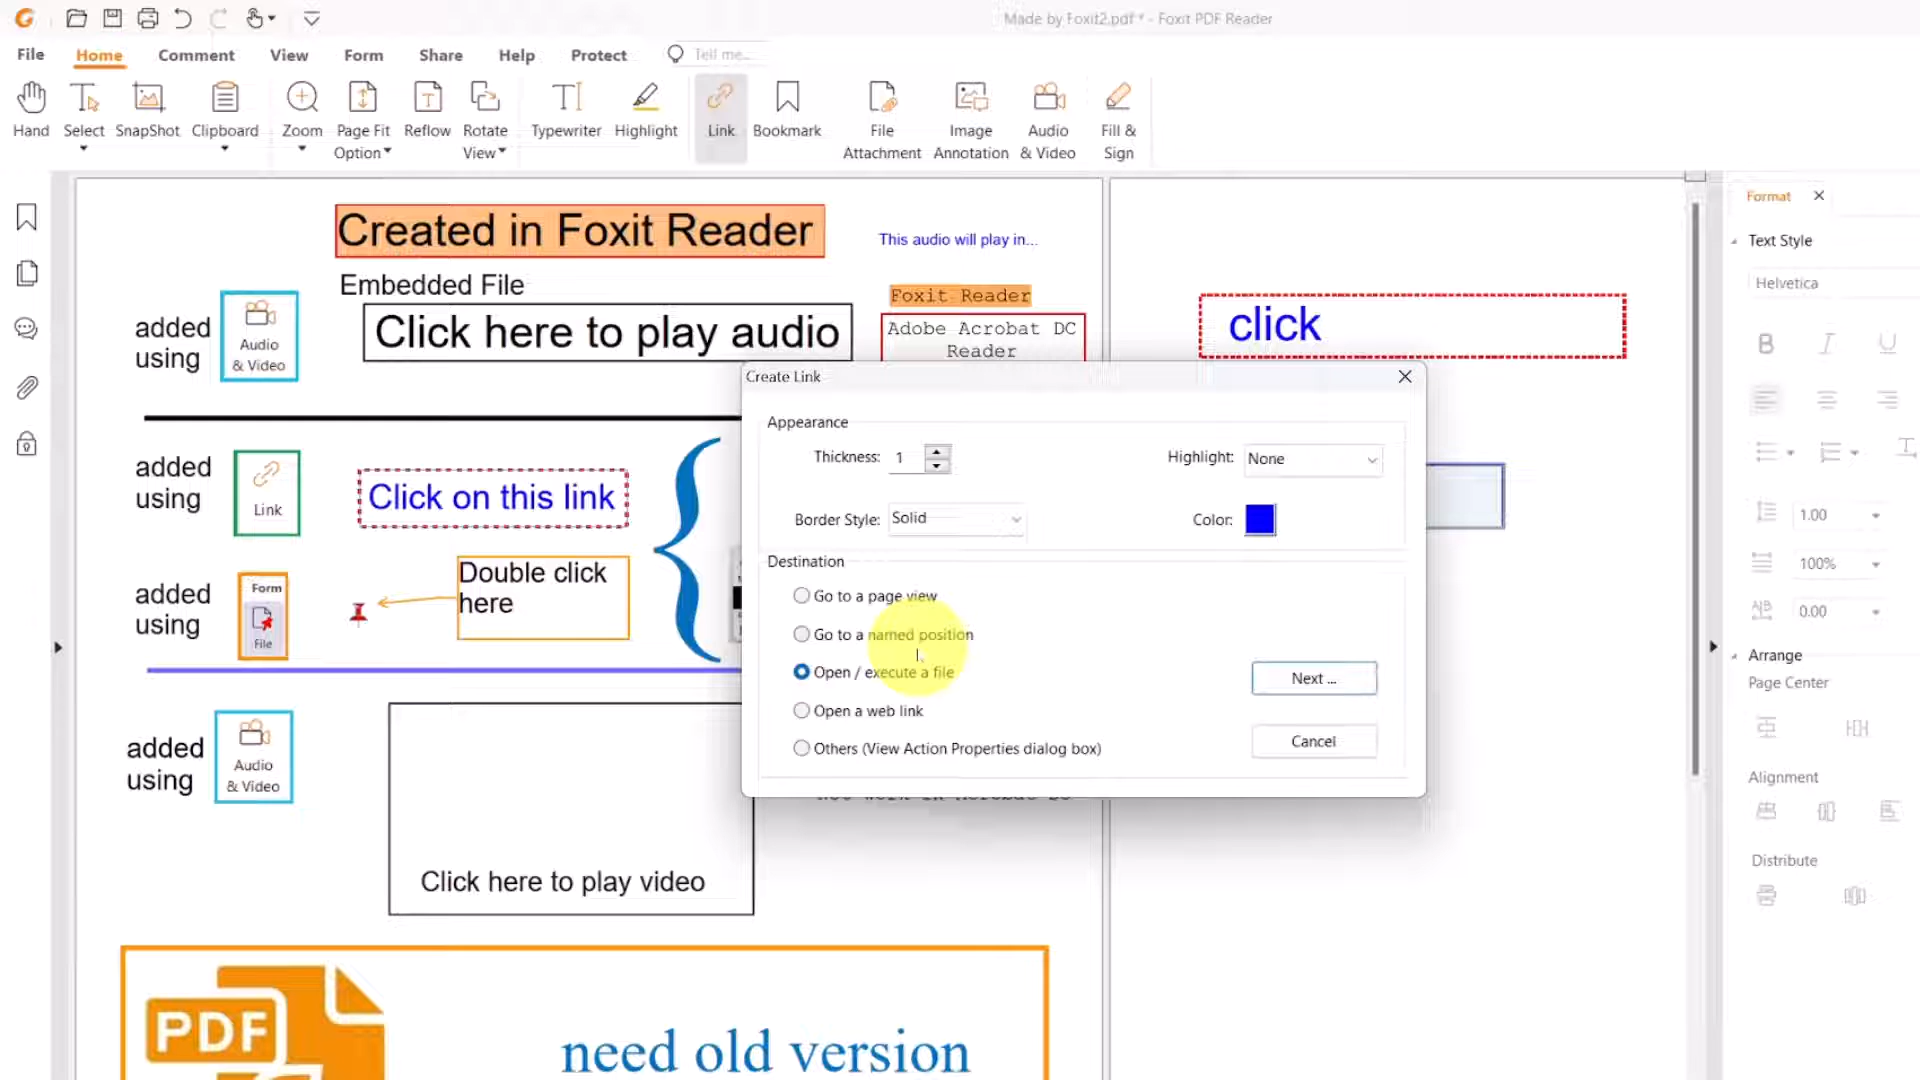 Made by Foxit2.pdf * - Foxit PDF Reader
File Home Comment View Form Share Help Protect Tell me...
Hand Select SnapShot Clipboard Zoom Page Fit Option Reflow Rotate View Typewriter Highlight Link Bookmark File Attachment Image Annotation Audio & Video Fill & Sign
Created in Foxit Reader
This audio will play in...
Embedded File
Foxit Reader
added using
Audio & Video
Click here to play audio
Adobe Acrobat DC
Reader
click
added using
Link
Click on this link
added using
Form
File
Double click
here
added using
Audio & Video
Click here to play video
PDF
need old version
Create Link
Appearance
Thickness: 1
Highlight: None
Border Style: Solid
Color:
Destination
Go to a page view
Go to a named position
Open / execute a file
Next ...
Open a web link
Cancel
Others (View Action Properties dialog box)
Format
Text Style
Helvetica
B I U
1.00
100%
0.00
Arrange
Page Center
Alignment
Distribute